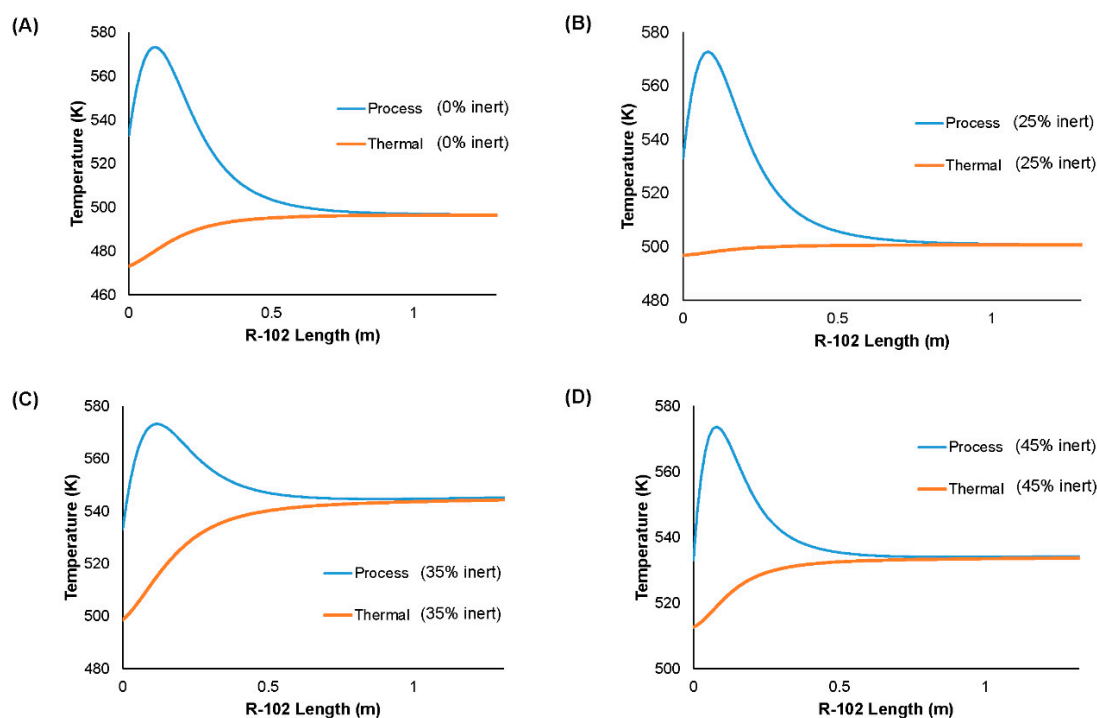 (A)
580
560
540
520
500
480
460
0
0.5
1
Temperature (K)
R-102 Length (m)
Process (0% inert)
Thermal (0% inert)
(B)
580
560
540
520
500
480
0
0.5
1
Temperature (K)
R-102 Length (m)
Process (25% inert)
Thermal (25% inert)
(C)
580
560
540
520
500
480
0
0.5
1
Temperature (K)
R-102 Length (m)
Process (35% inert)
Thermal (35% inert)
(D)
580
560
540
520
500
0
0.5
1
Temperature (K)
R-102 Length (m)
Process (45% inert)
Thermal (45% inert)